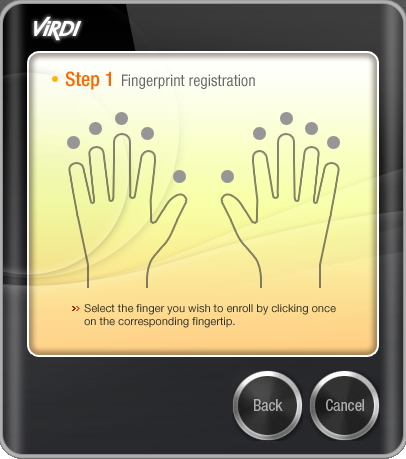 ViRDI
• Step 1 Fingerprint registration
» Select the finger you wish to enroll by clicking once
on the corresponding fingertip.
Back Cancel